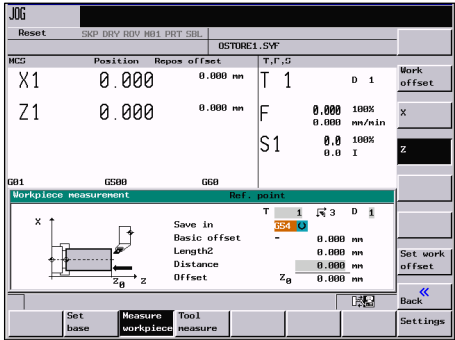 JOG
Reset SKP DRY ROV M01 PRT SBL
OSTORE1.SYF
MCS Position Repos offset T,F,S
X1 0.000 0.000 mm T 1 D 1
Z1 0.000 0.000 mm F 0.000 100%
0.000 mm/min
S1 0.0 100%
0.0 I
G01 G500 G60
Work
offset
X
Z
Workpiece measurement Ref. point
T 1 3 D 1
X Save in G54
Basic offset - 0.000 mm
Length2 0.000 mm
Distance 0.000 mm
Z0 Z Offset Z0 0.000 mm
Set work
offset
«
Back
Set
base
Measure
workpiece
Tool
measure
Settings